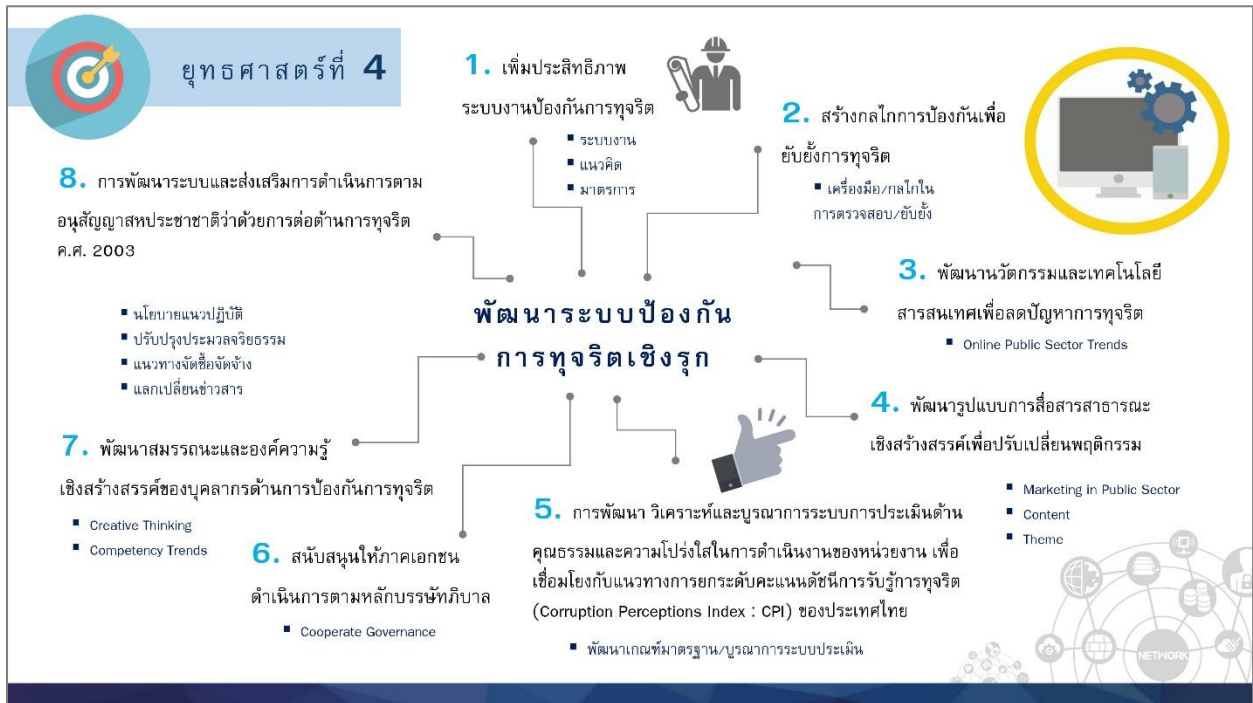 ยุทธศาสตร์ที่ 4
1. เพิ่มประสิทธิภาพ
ระบบงานป้องกันการทุจริต
▪ ระบบงาน
▪ แนวคิด
▪ มาตรการ
2. สร้างกลไกการป้องกันเพื่อ
ยับยั้งการทุจริต
▪ เครื่องมือ/กลไกใน
การตรวจสอบ/ยับยั้ง
3. พัฒนานวัตกรรมและเทคโนโลยี
สารสนเทศเพื่อลดปัญหาการทุจริต
▪ Online Public Sector Trends
4. พัฒนารูปแบบการสื่อสารสาธารณะ
เชิงสร้างสรรค์เพื่อปรับเปลี่ยนพฤติกรรม
▪ Marketing in Public Sector
▪ Content
▪ Theme
5. การพัฒนา วิเคราะห์และบูรณาการระบบการประเมินด้าน
คุณธรรมและความโปร่งใสในการดำเนินงานของหน่วยงาน เพื่อ
เชื่อมโยงกับแนวทางการยกระดับคะแนนดัชนีการรับรู้การทุจริต
(Corruption Perceptions Index : CPI) ของประเทศไทย
▪ พัฒนาเกณฑ์มาตรฐาน/บูรณาการระบบประเมิน
6. สนับสนุนให้ภาคเอกชน
ดำเนินการตามหลักบรรษัทภิบาล
▪ Cooperate Governance
7. พัฒนาสมรรถนะและองค์ความรู้
เชิงสร้างสรรค์ของบุคลากรด้านการป้องกันการทุจริต
▪ Creative Thinking
▪ Competency Trends
8. การพัฒนาระบบและส่งเสริมการดำเนินการตาม
อนุสัญญาสหประชาชาติว่าด้วยการต่อต้านการทุจริต
ค.ศ. 2003
▪ นโยบายแนวปฏิบัติ
▪ ปรับปรุงประมวลจริยธรรม
▪ แนวทางจัดซื้อจัดจ้าง
▪ แลกเปลี่ยนข่าวสาร
พัฒนาระบบป้องกัน
การทุจริตเชิงรุก
NETWORK